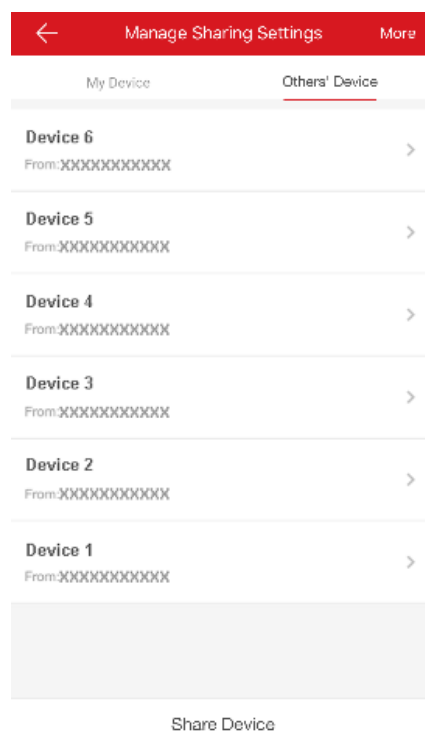 Manage Sharing Settings More
My Device Others' Device
Device 6
From:XXXXXXXXXXX
Device 5
From:XXXXXXXXXXX
Device 4
From:XXXXXXXXXXX
Device 3
From:XXXXXXXXXXX
Device 2
From:XXXXXXXXXXX
Device 1
From:XXXXXXXXXXX
Share Device